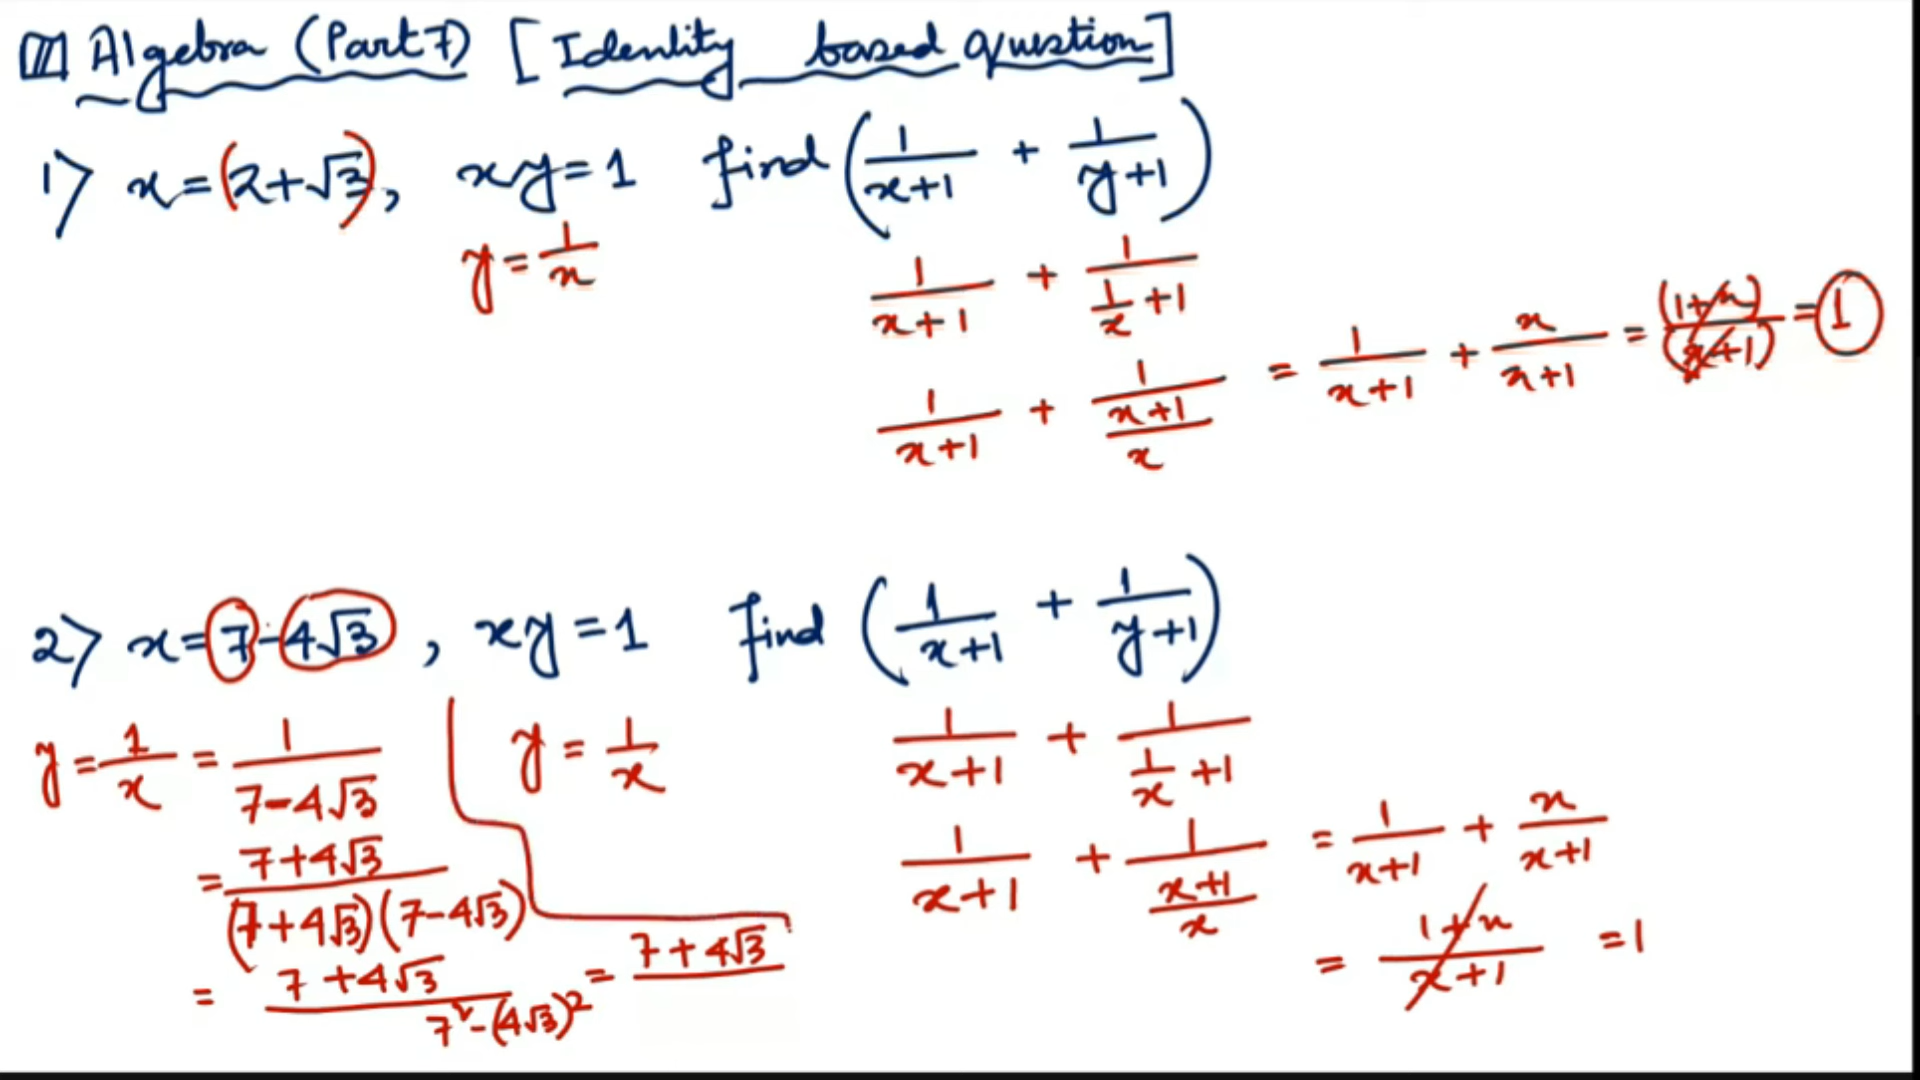 Algebra (Part 7) [Identity based question]
1> x = (2+√3), xy = 1 find (1/(x+1) + 1/(y+1))
y = 1/x
1/(x+1) + 1/(1/x + 1)
1/(x+1) + 1/((x+1)/x) = 1/(x+1) + x/(x+1) = (1+x)/(x+1) = 1
2> x = 7-4√3, xy = 1 find (1/(x+1) + 1/(y+1))
y = 1/x = 1/(7-4√3)
= (7+4√3)/((7+4√3)(7-4√3))
= (7+4√3)/(7²-(4√3)²) = 7+4√3
y = 1/x
1/(x+1) + 1/(1/x + 1)
1/(x+1) + 1/((x+1)/x) = 1/(x+1) + x/(x+1)
= (1+x)/(x+1) = 1